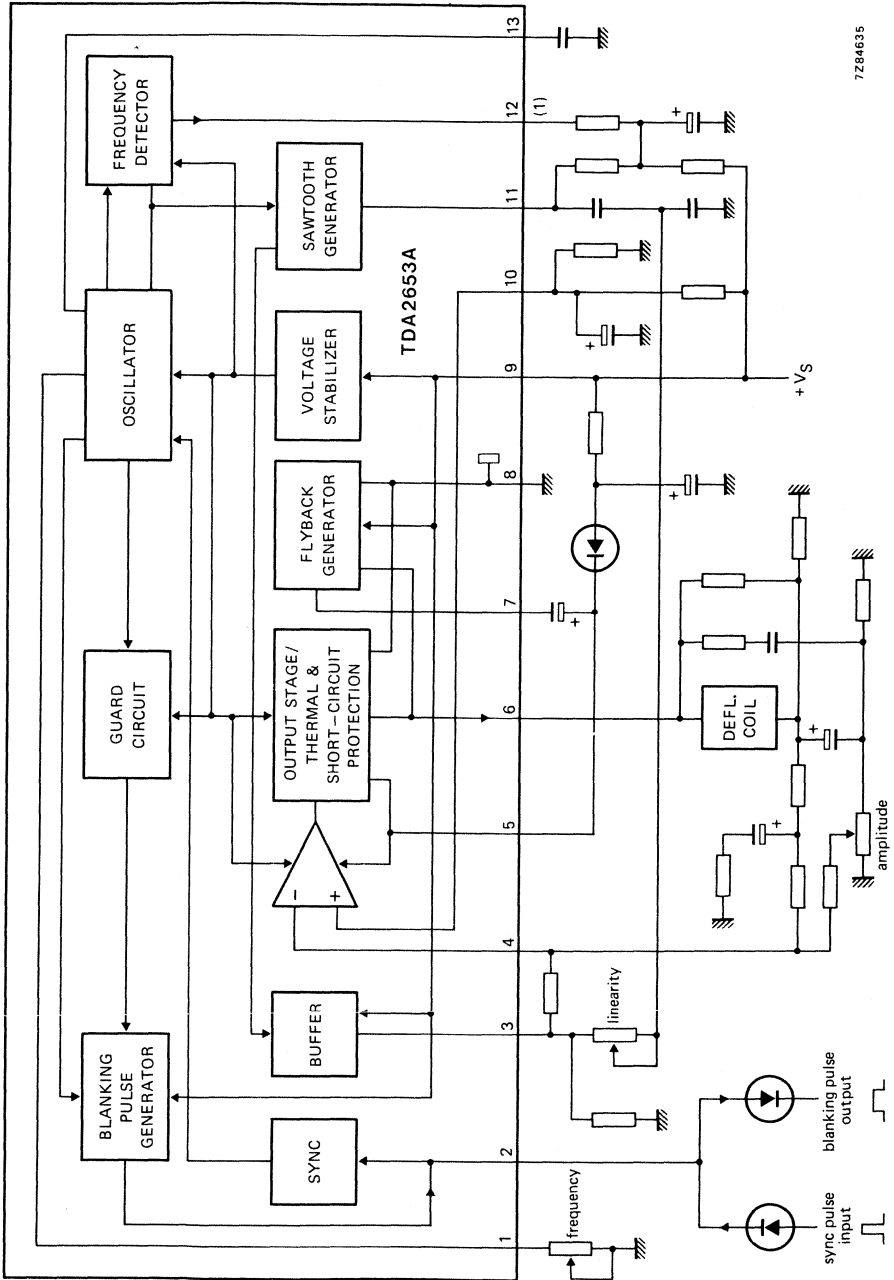 7Z84635
FREQUENCY
DETECTOR
OSCILLATOR
GUARD
CIRCUIT
BLANKING
PULSE
GENERATOR
SAWTOOTH
GENERATOR
VOLTAGE
STABILIZER
FLYBACK
GENERATOR
OUTPUT STAGE/
THERMAL &
SHORT-CIRCUIT
PROTECTION
−
+
BUFFER
SYNC
TDA2653A
1
2
3
4
5
6
7
8
9
10
11
12
(1)
13
frequency
linearity
+
+
+
+
+VS
DEFL.
COIL
+
+
amplitude
sync pulse
input
blanking pulse
output